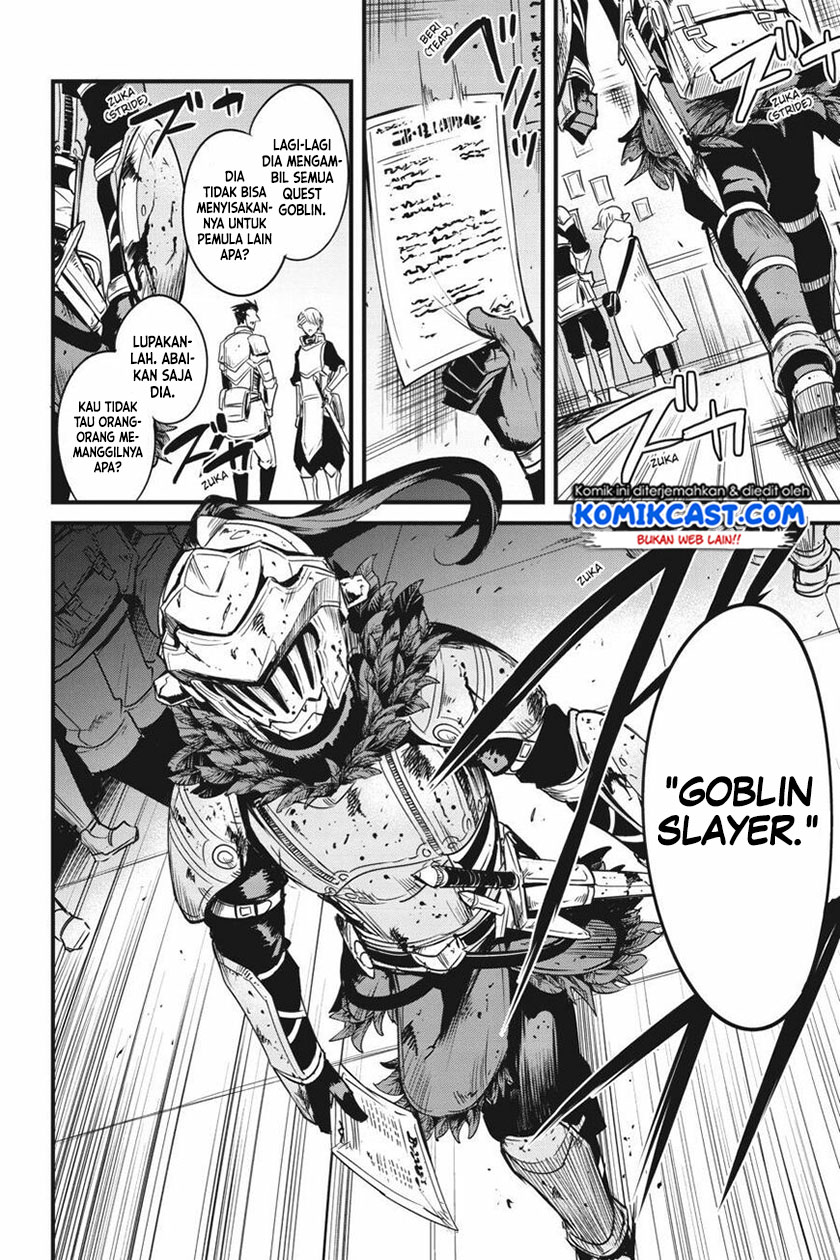 ZUKA
(STRIDE)
ズカ
BERI
(TEAR)
ベリ
LAGI-LAGI
DIA MENGAM-
BIL SEMUA
QUEST
GOBLIN.
DIA
TIDAK BISA
MENYISAKAN-
NYA UNTUK
PEMULA LAIN
APA?
ZUKA
(STRIDE)
ズカ
LUPAKAN-
LAH. ABAI-
KAN SAJA
DIA.
KAU TIDAK
TAU ORANG-
ORANG ME-
MANGGILNYA
APA?
ZUKA
ズカ
ZUKA
ズカ
Komik ini diterjemahkan & diedit oleh
KOMIKCAST.COM
BUKAN WEB LAIN!!
ZUKA
ズカ
"GOBLIN
SLAYER."